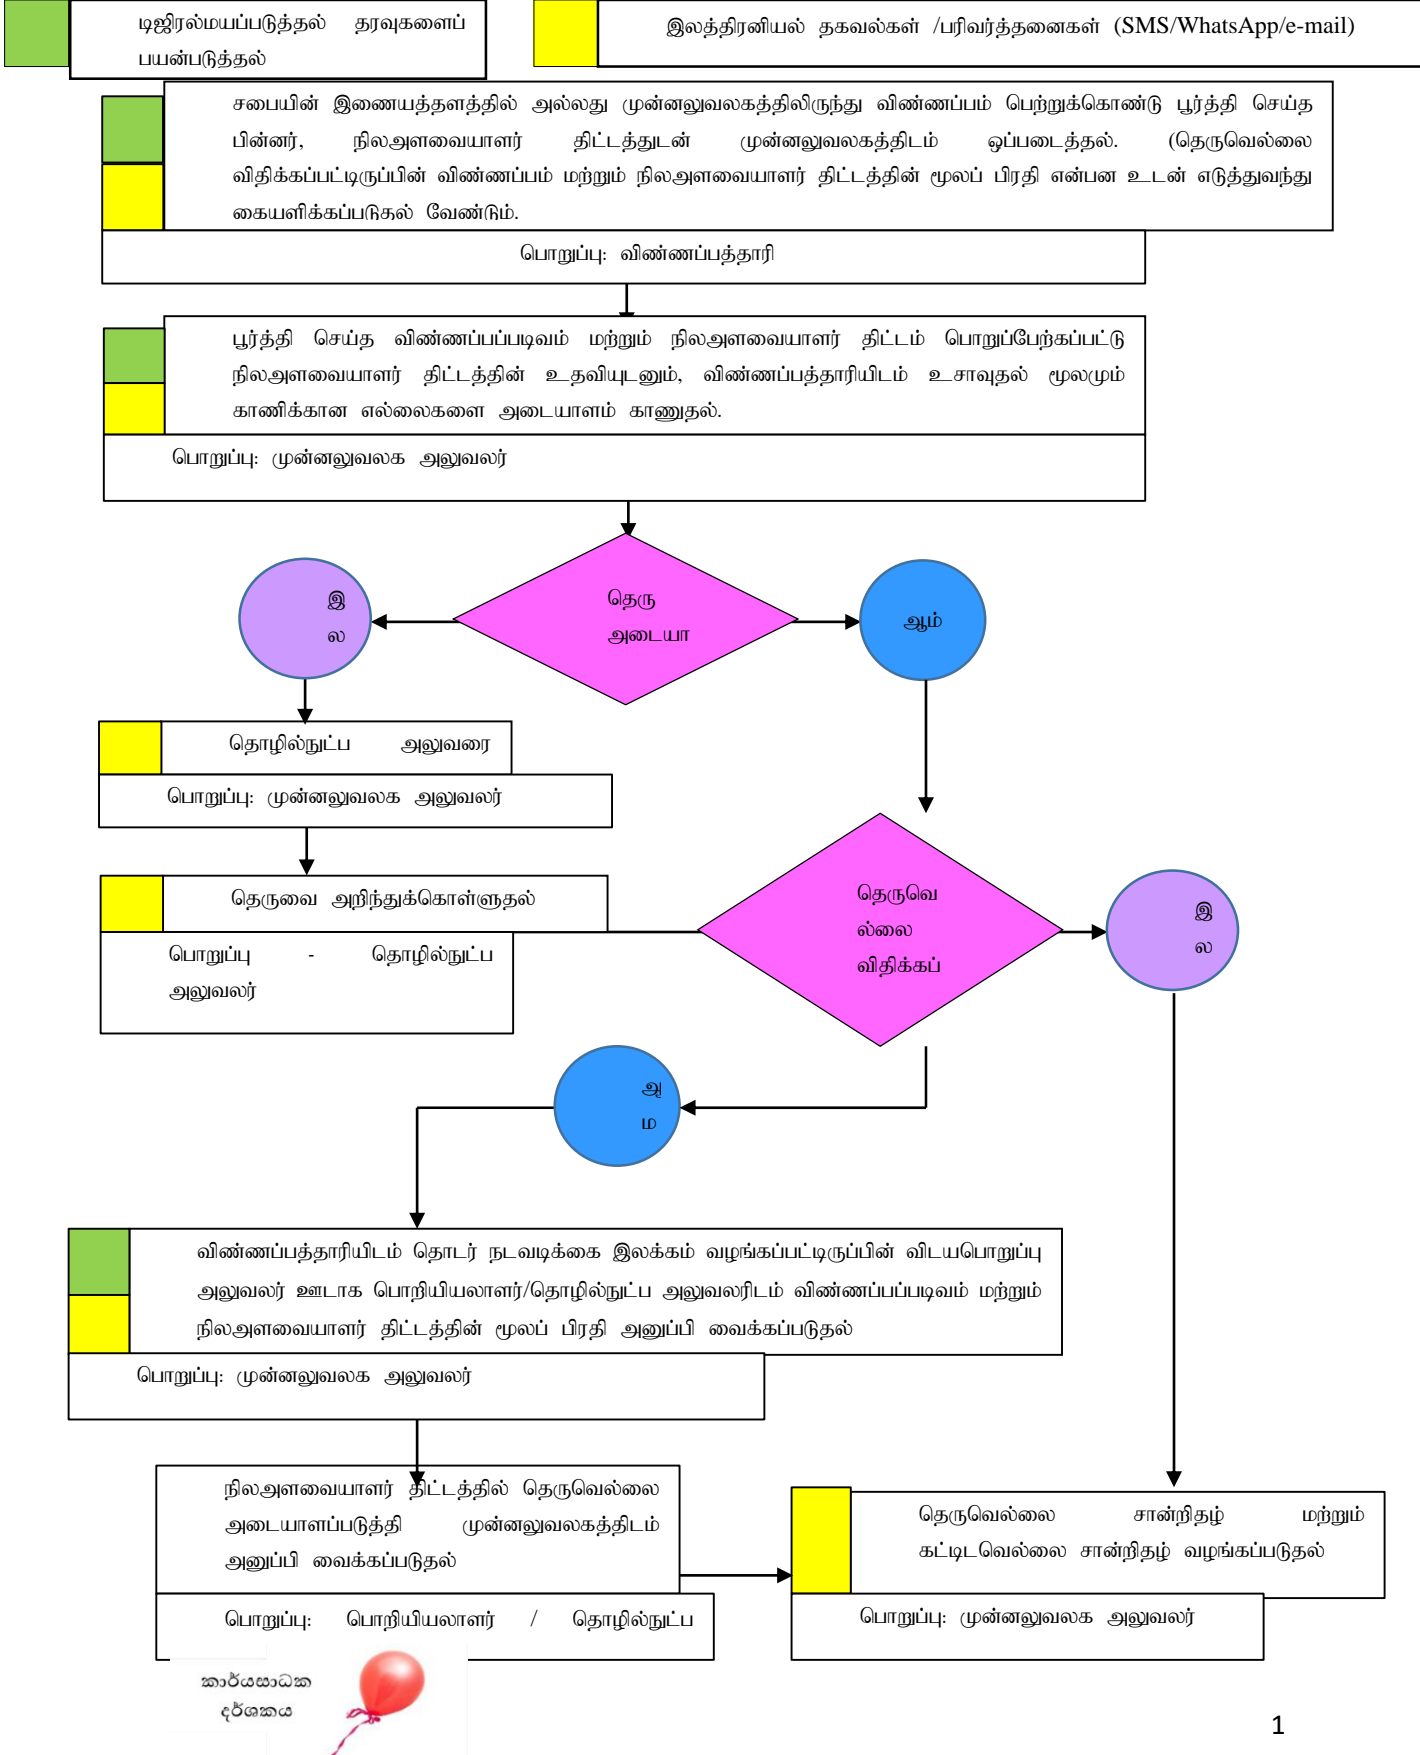 டிஜிரல்மயப்படுத்தல் தரவுகளைப்
பயன்படுத்தல்
இலத்திரனியல் தகவல்கள் /பரிவர்த்தனைகள் (SMS/WhatsApp/e-mail)
சபையின் இணையத்தளத்தில் அல்லது முன்னலுவலகத்திலிருந்து விண்ணப்பம் பெற்றுக்கொண்டு பூர்த்தி செய்த
பின்னர், நிலஅளவையாளர் திட்டத்துடன் முன்னலுவலகத்திடம் ஒப்படைத்தல். (தெருவெல்லை
விதிக்கப்பட்டிருப்பின் விண்ணப்பம் மற்றும் நிலஅளவையாளர் திட்டத்தின் மூலப் பிரதி என்பன உடன் எடுத்துவந்து
கையளிக்கப்படுதல் வேண்டும்.
பொறுப்பு: விண்ணப்பத்தாரி
பூர்த்தி செய்த விண்ணப்பப்படிவம் மற்றும் நிலஅளவையாளர் திட்டம் பொறுப்பேற்கப்பட்டு
நிலஅளவையாளர் திட்டத்தின் உதவியுடனும், விண்ணப்பத்தாரியிடம் உசாவுதல் மூலமும்
காணிக்கான எல்லைகளை அடையாளம் காணுதல்.
பொறுப்பு: முன்னலுவலக அலுவலர்
இ
ல
தெரு
அடையா
ஆம்
தொழில்நுட்ப அலுவரை
பொறுப்பு: முன்னலுவலக அலுவலர்
தெருவை அறிந்துக்கொள்ளுதல்
பொறுப்பு - தொழில்நுட்ப
அலுவலர்
தெருவெ
ல்லை
விதிக்கப்
இ
ல
ஆ
ம
விண்ணப்பத்தாரியிடம் தொடர் நடவடிக்கை இலக்கம் வழங்கப்பட்டிருப்பின் விடயபொறுப்பு
அலுவலர் ஊடாக பொறியியலாளர்/தொழில்நுட்ப அலுவலரிடம் விண்ணப்பப்படிவம் மற்றும்
நிலஅளவையாளர் திட்டத்தின் மூலப் பிரதி அனுப்பி வைக்கப்படுதல்
பொறுப்பு: முன்னலுவலக அலுவலர்
நிலஅளவையாளர் திட்டத்தில் தெருவெல்லை
அடையாளப்படுத்தி முன்னலுவலகத்திடம்
அனுப்பி வைக்கப்படுதல்
பொறுப்பு: பொறியியலாளர் / தொழில்நுட்ப
தெருவெல்லை சான்றிதழ் மற்றும்
கட்டிடவெல்லை சான்றிதழ் வழங்கப்படுதல்
பொறுப்பு: முன்னலுவலக அலுவலர்
කාර්යසාධක
දර්ශකය
1